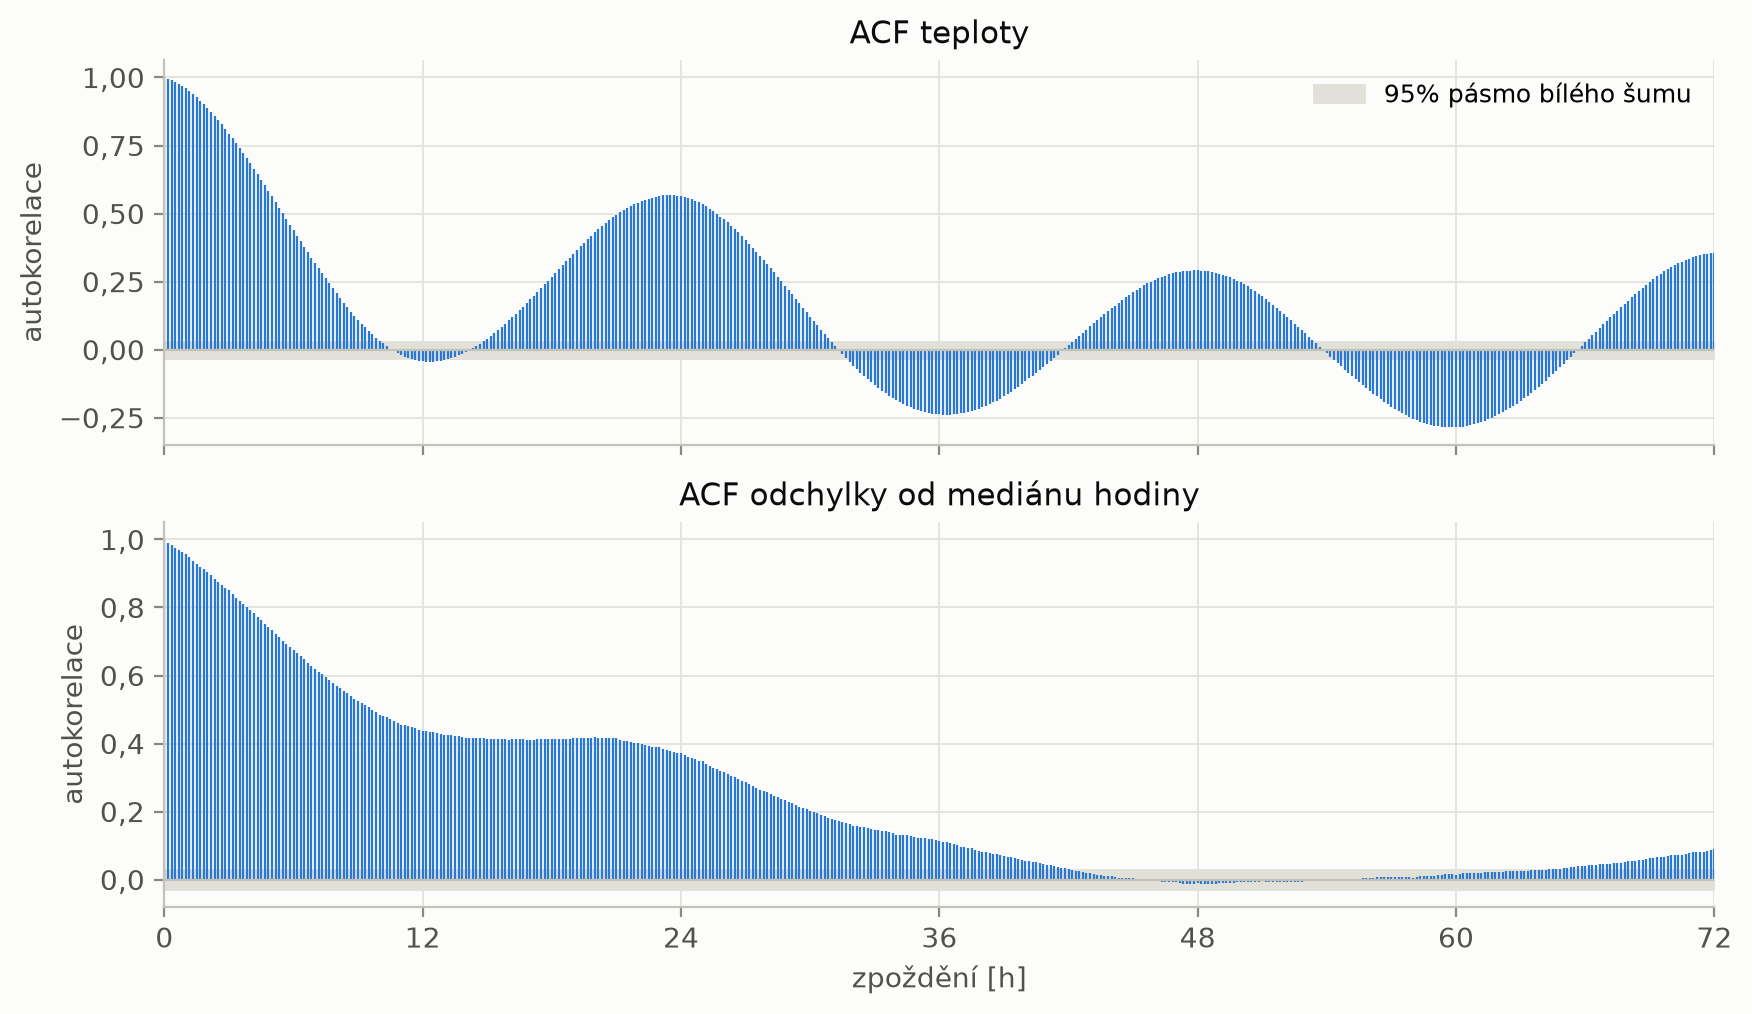 ACF teploty
1,00
0,75
0,50
0,25
0,00
−0,25
autokorelace
95% pásmo bílého šumu
ACF odchylky od mediánu hodiny
1,0
0,8
0,6
0,4
0,2
0,0
autokorelace
0 12 24 36 48 60 72
zpoždění [h]